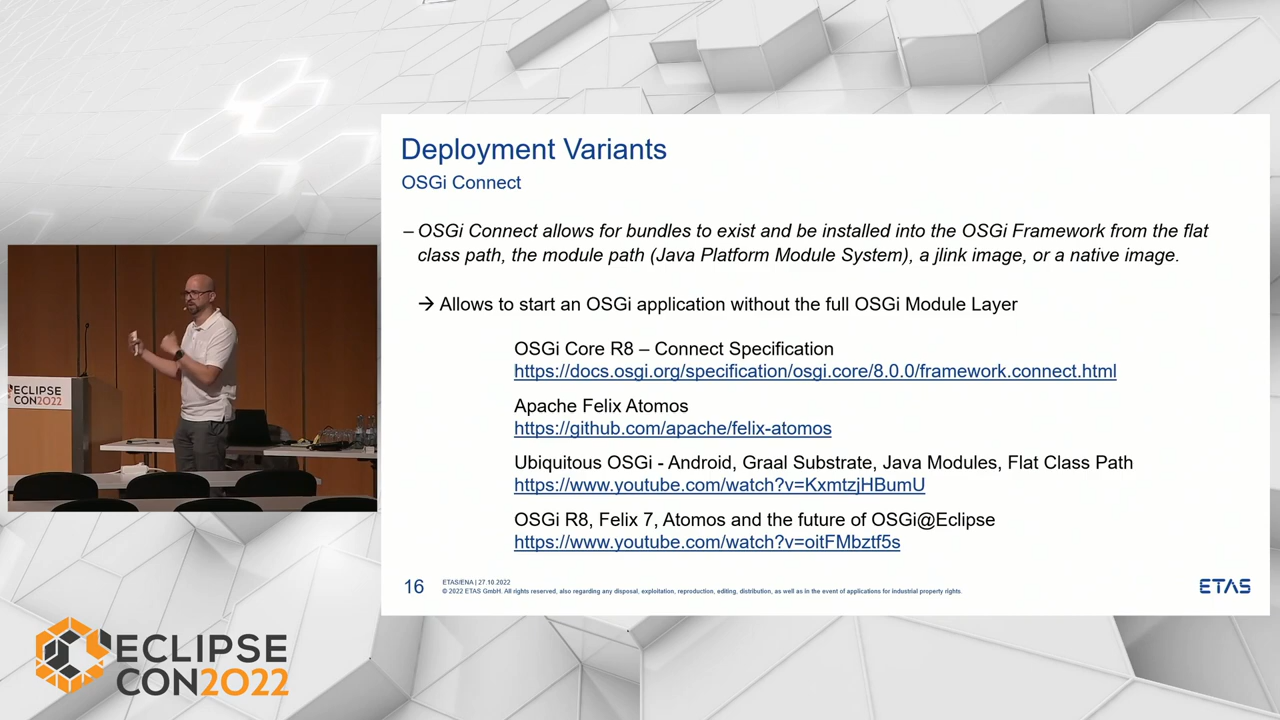 Deployment Variants
OSGi Connect
– OSGi Connect allows for bundles to exist and be installed into the OSGi Framework from the flat
class path, the module path (Java Platform Module System), a jlink image, or a native image.
→ Allows to start an OSGi application without the full OSGi Module Layer
OSGi Core R8 – Connect Specification
https://docs.osgi.org/specification/osgi.core/8.0.0/framework.connect.html
Apache Felix Atomos
https://github.com/apache/felix-atomos
Ubiquitous OSGi - Android, Graal Substrate, Java Modules, Flat Class Path
https://www.youtube.com/watch?v=KxmtzjHBumU
OSGi R8, Felix 7, Atomos and the future of OSGi@Eclipse
https://www.youtube.com/watch?v=oitFMbztf5s
16
ETAS/ENA | 27.10.2022
© 2022 ETAS GmbH. All rights reserved, also regarding any disposal, exploitation, reproduction, editing, distribution, as well as in the event of applications for industrial property rights.
ETAS
ECLIPSE
CON2022
ECLIPSE
CON2022